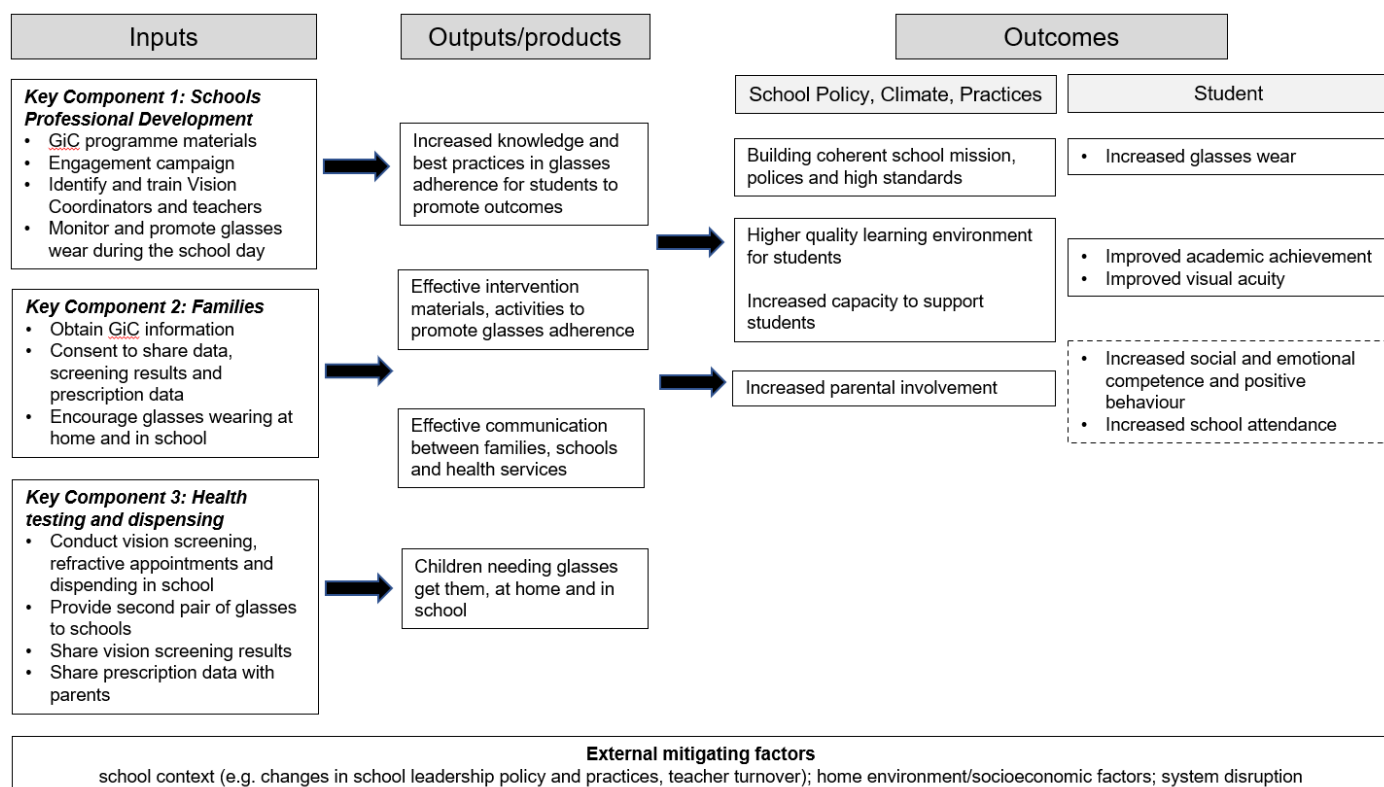 Inputs
Outputs/products
Outcomes
Key Component 1: Schools
Professional Development
• GiC programme materials
• Engagement campaign
• Identify and train Vision
Coordinators and teachers
• Monitor and promote glasses
wear during the school day
Key Component 2: Families
• Obtain GiC information
• Consent to share data,
screening results and
prescription data
• Encourage glasses wearing at
home and in school
Key Component 3: Health
testing and dispensing
• Conduct vision screening,
refractive appointments and
dispending in school
• Provide second pair of glasses
to schools
• Share vision screening results
• Share prescription data with
parents
Increased knowledge and
best practices in glasses
adherence for students to
promote outcomes
Effective intervention
materials, activities to
promote glasses adherence
Effective communication
between families, schools
and health services
Children needing glasses
get them, at home and in
school
School Policy, Climate, Practices
Building coherent school mission,
polices and high standards
Higher quality learning environment
for students
Increased capacity to support
students
Increased parental involvement
Student
• Increased glasses wear
• Improved academic achievement
• Improved visual acuity
• Increased social and emotional
competence and positive
behaviour
• Increased school attendance
External mitigating factors
school context (e.g. changes in school leadership policy and practices, teacher turnover); home environment/socioeconomic factors; system disruption